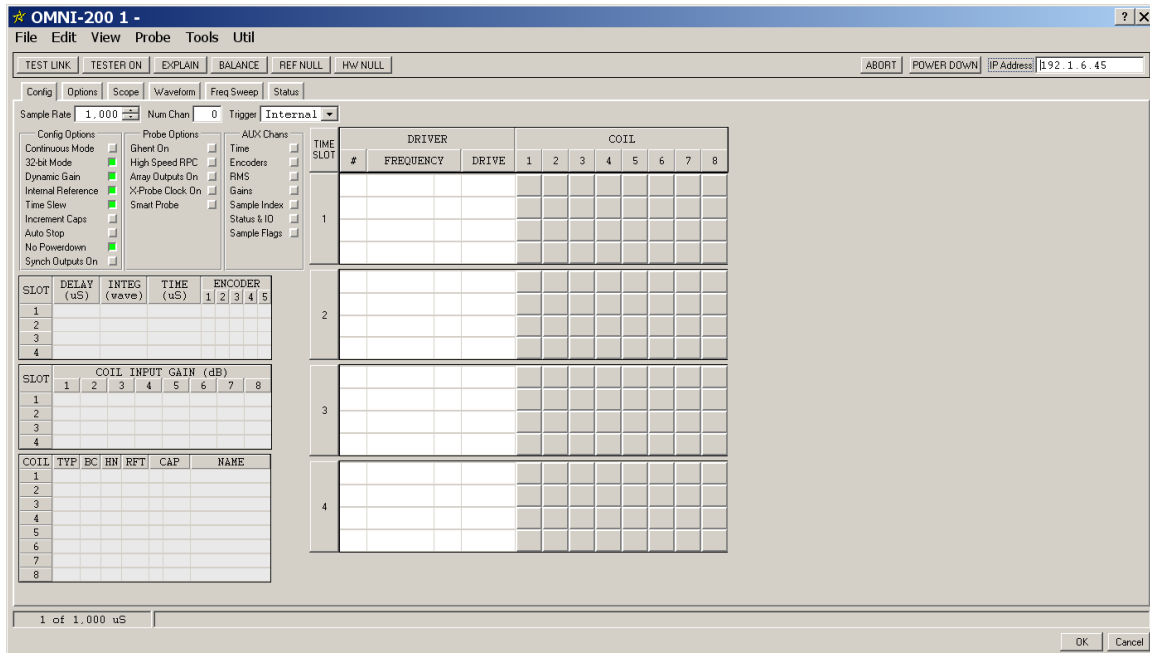 OMNI-200 1 -
? X
File Edit View Probe Tools Util
TEST LINK TESTER ON EXPLAIN BALANCE REF NULL HW NULL ABORT POWER DOWN IP Address 192.1.6.45
Config Options Scope Waveform Freq Sweep Status
Sample Rate 1,000 Num Chan 0 Trigger Internal
Config Options
Continuous Mode
32-bit Mode
Dynamic Gain
Internal Reference
Time Slew
Increment Caps
Auto Stop
No Powerdown
Synch Outputs On
Probe Options
Ghent On
High Speed RPC
Array Outputs On
X-Probe Clock On
Smart Probe
AUX Chans
Time
Encoders
RMS
Gains
Sample Index
Status & IO
Sample Flags
SLOT DELAY (uS) INTEG (wave) TIME (uS) ENCODER
1 2 3 4 5
1
2
3
4
SLOT COIL INPUT GAIN (dB)
1 2 3 4 5 6 7 8
1
2
3
4
COIL TYP BC HN RFT CAP NAME
1
2
3
4
5
6
7
8
TIME SLOT DRIVER COIL
# FREQUENCY DRIVE 1 2 3 4 5 6 7 8
1
2
3
4
1 of 1,000 uS
OK Cancel